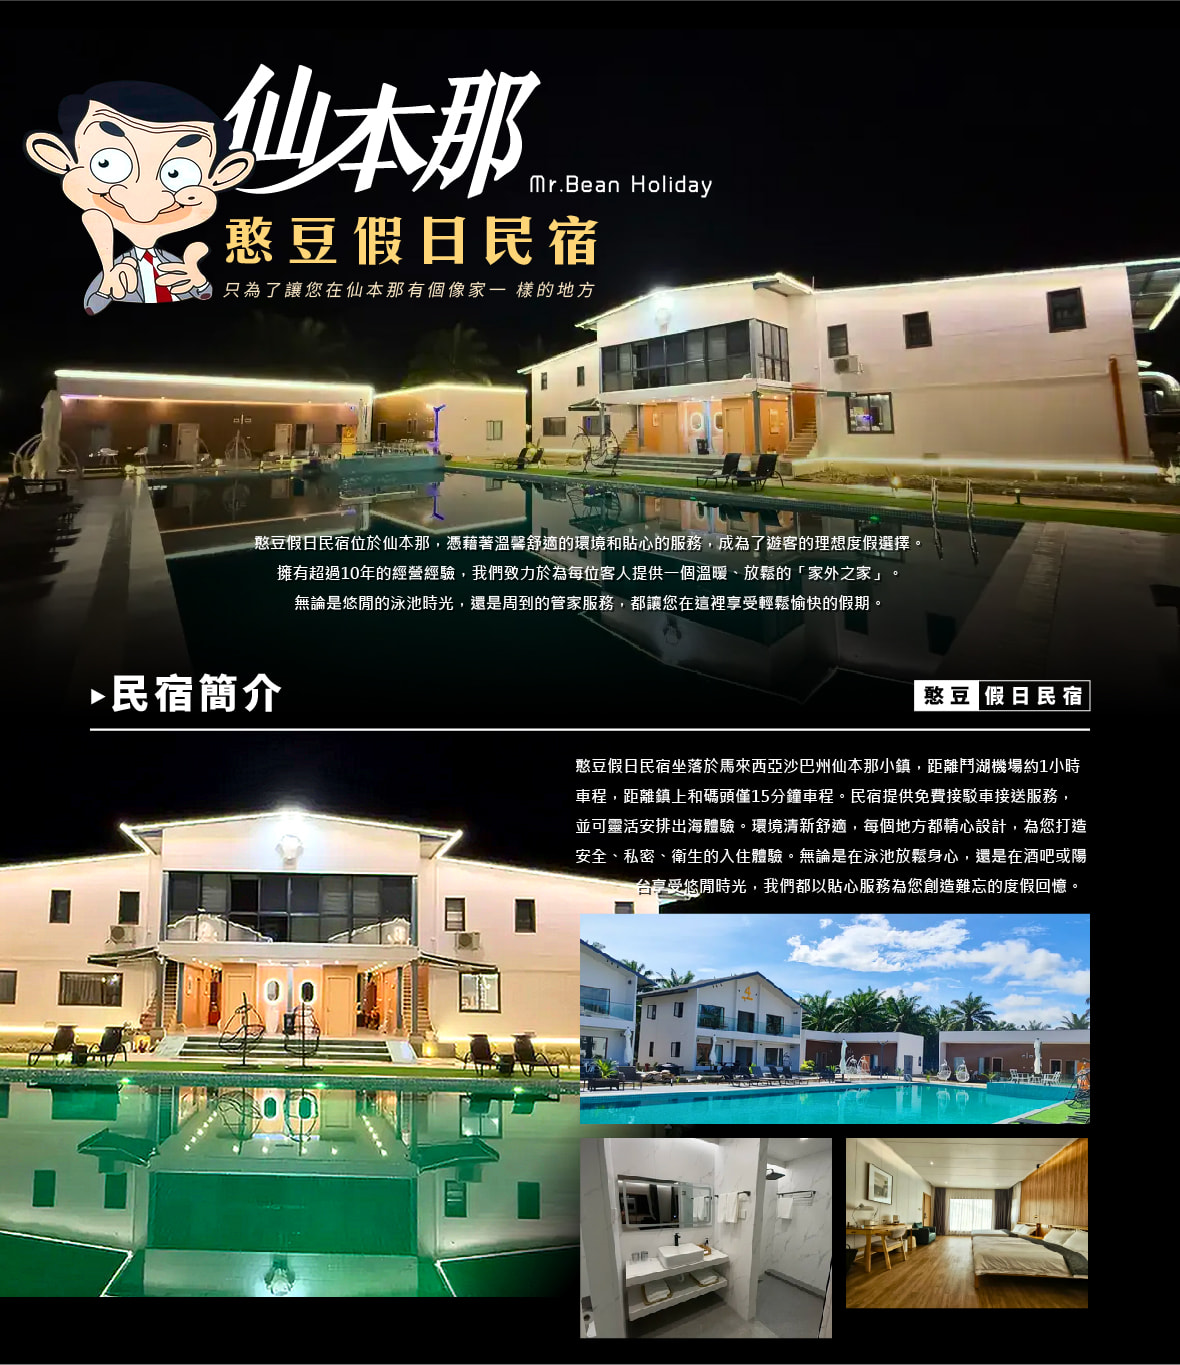 仙本那
Mr.Bean Holiday
憨豆假日民宿
只為了讓您在仙本那有個像家一 樣的地方
憨豆假日民宿位於仙本那，憑藉著溫馨舒適的環境和貼心的服務，成為了遊客的理想度假選擇。
擁有超過10年的經營經驗，我們致力於為每位客人提供一個溫暖、放鬆的「家外之家」。
無論是悠閒的泳池時光，還是周到的管家服務，都讓您在這裡享受輕鬆愉快的假期。
民宿簡介
憨豆假日民宿
憨豆假日民宿坐落於馬來西亞沙巴州仙本那小鎮，距離鬥湖機場約1小時
車程，距離鎮上和碼頭僅15分鐘車程。民宿提供免費接駁車接送服務，
並可靈活安排出海體驗。環境清新舒適，每個地方都精心設計，為您打造
安全、私密、衛生的入住體驗。無論是在泳池放鬆身心，還是在酒吧或陽
台享受悠閒時光，我們都以貼心服務為您創造難忘的度假回憶。